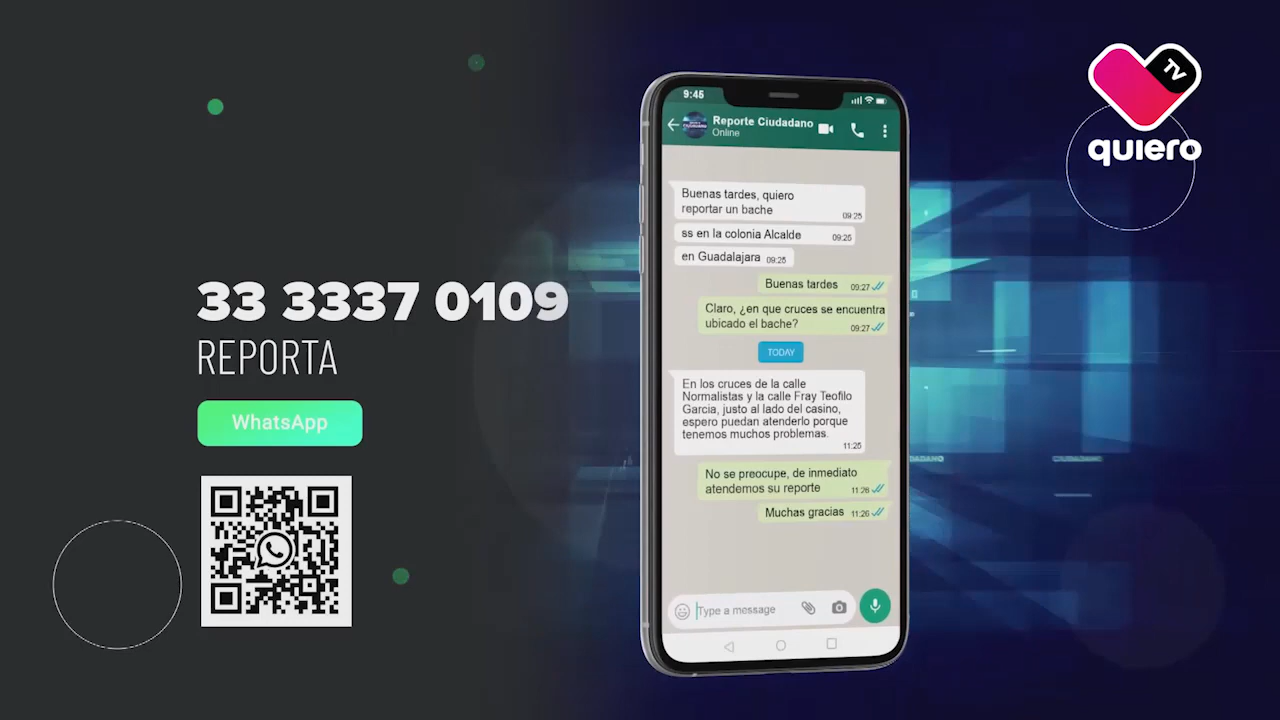 33 3337 0109
REPORTA
WhatsApp
9:45
Reporte Ciudadano
Online
Buenas tardes, quiero
reportar un bache
09:25
ss en la colonia Alcalde 09:25
en Guadalajara 09:25
Buenas tardes 09:27
Claro, ¿en que cruces se encuentra
ubicado el bache? 09:27
TODAY
En los cruces de la calle
Normalistas y la calle Fray Teofilo
Garcia, justo al lado del casino,
espero puedan atenderlo porque
tenemos muchos problemas.
11:25
No se preocupe, de inmediato
atendemos su reporte 11:26
Muchas gracias 11:26
Type a message
TV
quiero
CIUDADANO